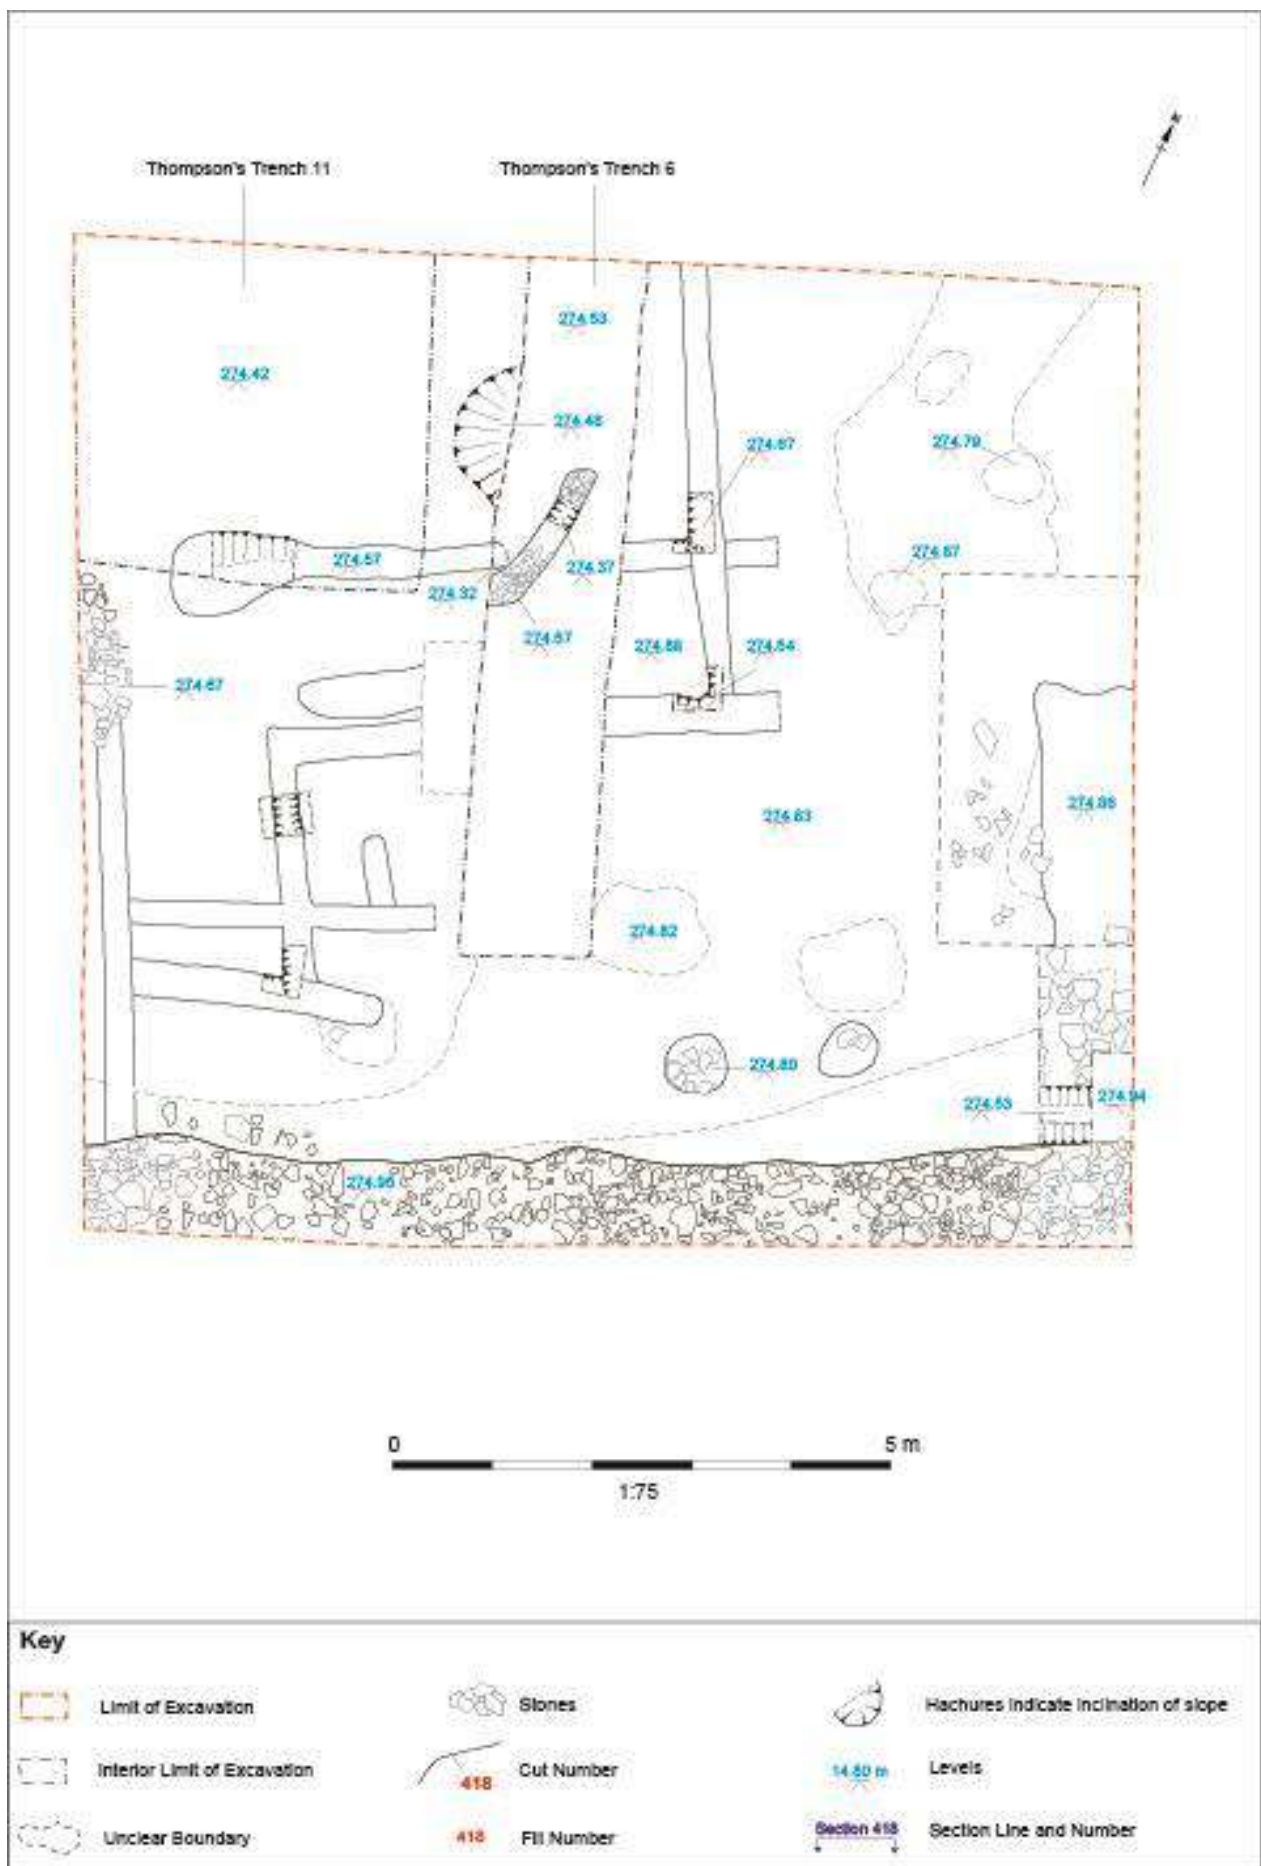 Thompson's Trench 11 Thompson's Trench 6
274.53
274.42
274.45
274.67
274.79
274.67
274.57
274.37
274.32
274.57
274.68
274.54
274.67
274.86
274.83
274.82
274.80
274.53
274.94
274.96
0 5 m
1:75
Key
Limit of Excavation
Stones
Hachures indicate inclination of slope
Interior Limit of Excavation
418
Cut Number
14.80 m
Levels
Unclear Boundary
418
Fill Number
Section 418
Section Line and Number